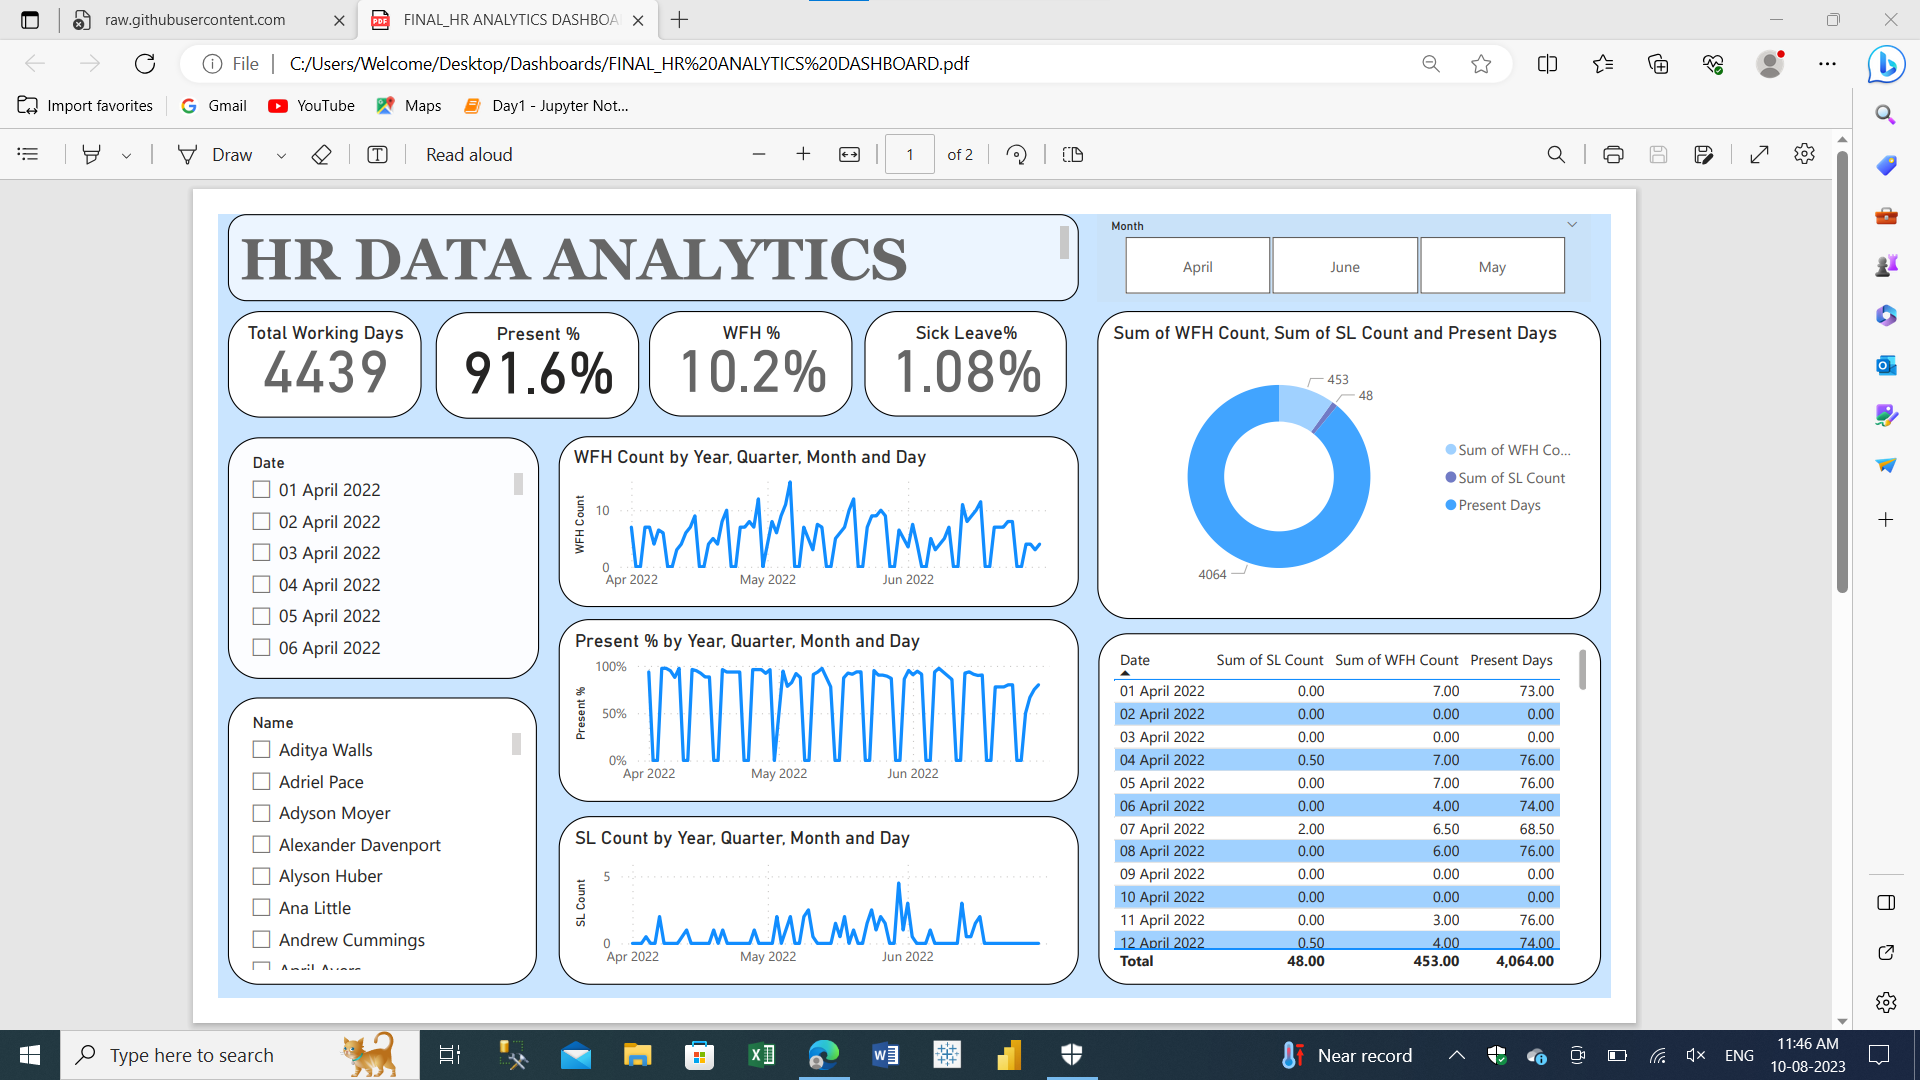 raw.githubusercontent.com
FINAL_HR ANALYTICS DASHBOA
File
C:/Users/Welcome/Desktop/Dashboards/FINAL_HR%20ANALYTICS%20DASHBOARD.pdf
Import favorites
Gmail
YouTube
Maps
Day1 - Jupyter Not...
Draw
Read aloud
1
of 2
HR DATA ANALYTICS
Month
April
June
May
Total Working Days
4439
Present %
91.6%
WFH %
10.2%
Sick Leave%
1.08%
Date
01 April 2022
02 April 2022
03 April 2022
04 April 2022
05 April 2022
06 April 2022
Name
Aditya Walls
Adriel Pace
Adyson Moyer
Alexander Davenport
Alyson Huber
Ana Little
Andrew Cummings
WFH Count by Year, Quarter, Month and Day
WFH Count
10
0
Apr 2022
May 2022
Jun 2022
Present % by Year, Quarter, Month and Day
Present %
100%
50%
0%
Apr 2022
May 2022
Jun 2022
SL Count by Year, Quarter, Month and Day
SL Count
5
0
Apr 2022
May 2022
Jun 2022
Sum of WFH Count, Sum of SL Count and Present Days
453
48
4064
Sum of WFH Co...
Sum of SL Count
Present Days
Date Sum of SL Count Sum of WFH Count Present Days
01 April 2022 0.00 7.00 73.00
02 April 2022 0.00 0.00 0.00
03 April 2022 0.00 0.00 0.00
04 April 2022 0.50 7.00 76.00
05 April 2022 0.00 7.00 76.00
06 April 2022 0.00 4.00 74.00
07 April 2022 2.00 6.50 68.50
08 April 2022 0.00 6.00 76.00
09 April 2022 0.00 0.00 0.00
10 April 2022 0.00 0.00 0.00
11 April 2022 0.00 3.00 76.00
12 April 2022 0.50 4.00 74.00
Total 48.00 453.00 4,064.00
Type here to search
Near record
ENG
11:46 AM
10-08-2023